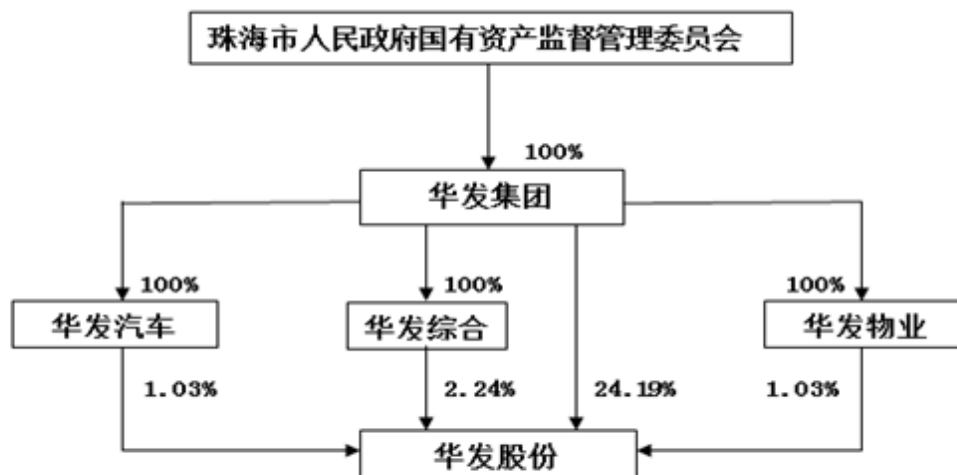 珠海市人民政府国有资产监督管理委员会
100%
华发集团
100%
100%
100%
华发汽车
华发综合
华发物业
1.03%
2.24%
24.19%
1.03%
华发股份